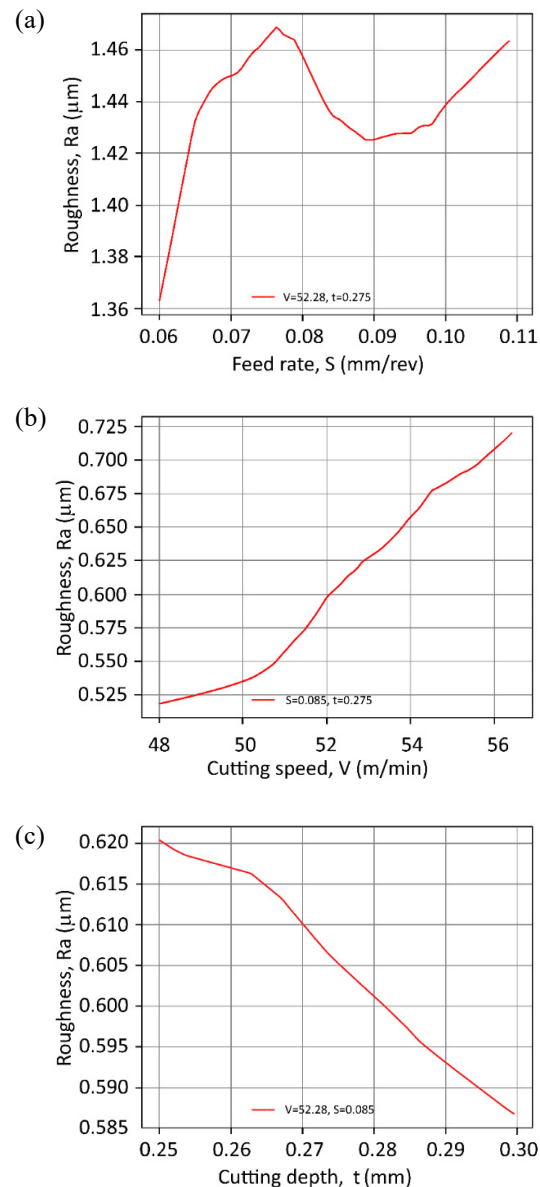 (a)
Roughness, Ra (μm)
1.46
1.44
1.42
1.40
1.38
1.36
V=52.28, t=0.275
0.06 0.07 0.08 0.09 0.10 0.11
Feed rate, S (mm/rev)
(b)
Roughness, Ra (μm)
0.725
0.700
0.675
0.650
0.625
0.600
0.575
0.550
0.525
S=0.085, t=0.275
48 50 52 54 56
Cutting speed, V (m/min)
(c)
Roughness, Ra (μm)
0.620
0.615
0.610
0.605
0.600
0.595
0.590
0.585
V=52.28, S=0.085
0.25 0.26 0.27 0.28 0.29 0.30
Cutting depth, t (mm)